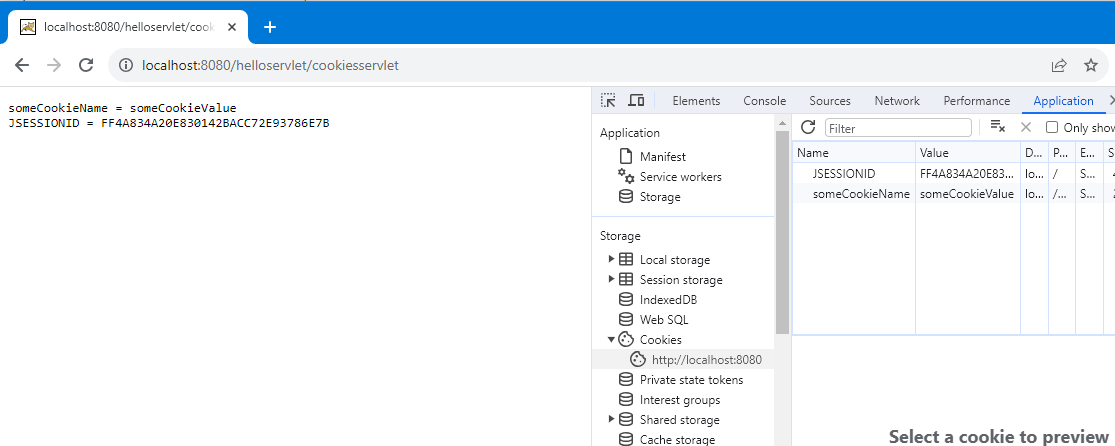 localhost:8080/helloservlet/cook
localhost:8080/helloservlet/cookiesservlet
someCookieName = someCookieValue
JSESSIONID = FF4A834A20E830142BACC72E93786E7B
Elements Console Sources Network Performance Application
Application
Manifest
Service workers
Storage
Storage
Local storage
Session storage
IndexedDB
Web SQL
Cookies
http://localhost:8080
Private state tokens
Interest groups
Shared storage
Cache storage
Filter Only show
Name Value D... P... E... S
JSESSIONID FF4A834A20E83... lo... / S... 4
someCookieName someCookieValue lo... /... S... 2
Select a cookie to preview